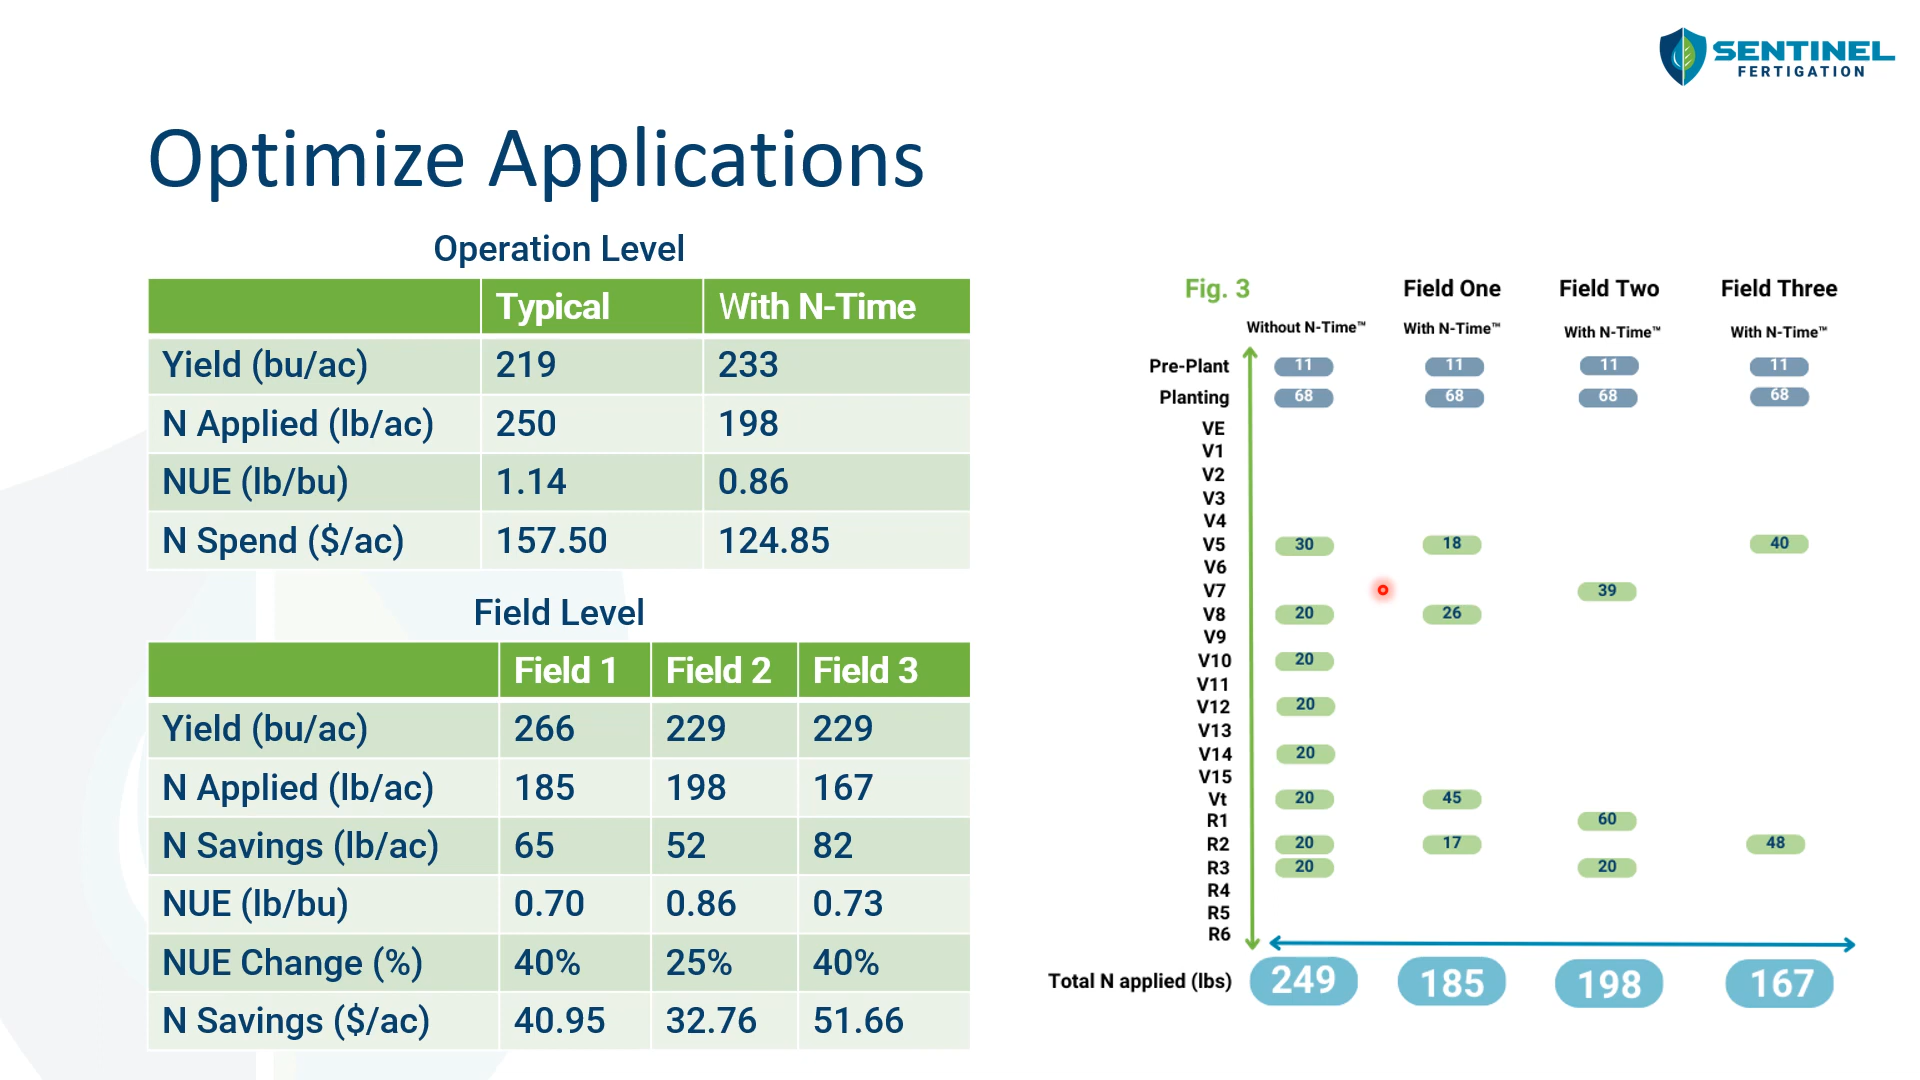 SENTINEL
FERTIGATION
Optimize Applications
Operation Level
Typical With N-Time
Yield (bu/ac) 219 233
N Applied (lb/ac) 250 198
NUE (lb/bu) 1.14 0.86
N Spend ($/ac) 157.50 124.85
Field Level
Field 1 Field 2 Field 3
Yield (bu/ac) 266 229 229
N Applied (lb/ac) 185 198 167
N Savings (lb/ac) 65 52 82
NUE (lb/bu) 0.70 0.86 0.73
NUE Change (%) 40% 25% 40%
N Savings ($/ac) 40.95 32.76 51.66
Fig. 3 Field One Field Two Field Three
Without N-Time™ With N-Time™ With N-Time™ With N-Time™
Pre-Plant 11 11 11 11
Planting 68 68 68 68
VE
V1
V2
V3
V4
V5 30 18 40
V6
V7 39
V8 20 26
V9
V10 20
V11
V12 20
V13
V14 20
V15
Vt 20 45
R1 60
R2 20 17 48
R3 20 20
R4
R5
R6
Total N applied (lbs) 249 185 198 167